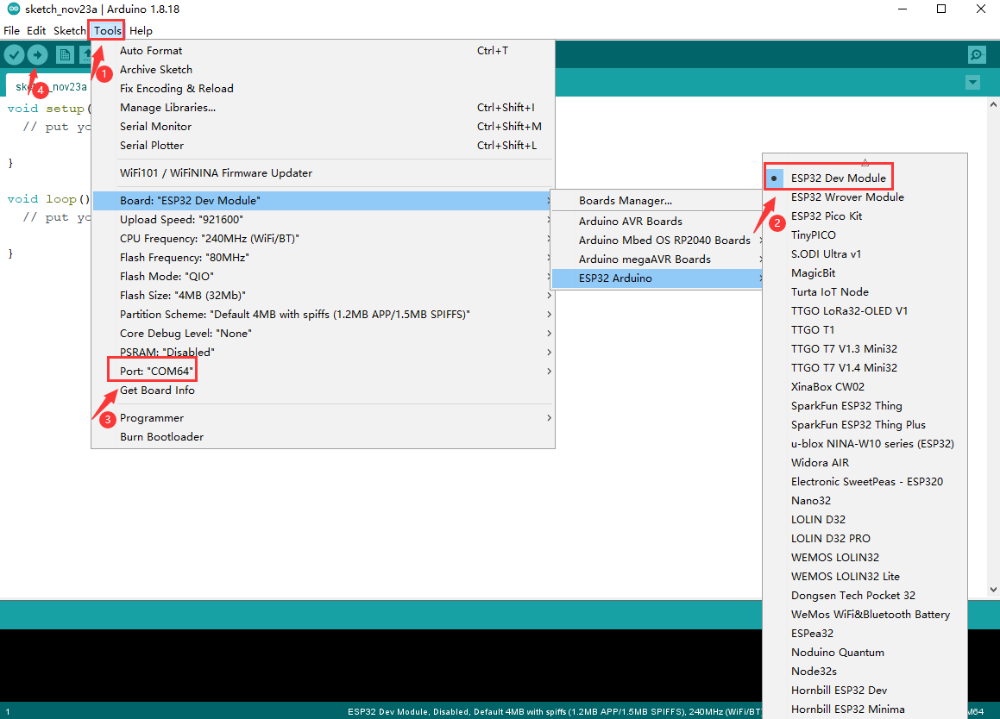 sketch_nov23a | Arduino 1.8.18
File Edit Sketch Tools Help
1
4
sketch_nov23a
void setup(
// put yo
}
void loop()
// put yo
}
Auto Format Ctrl+T
Archive Sketch
Fix Encoding & Reload
Manage Libraries... Ctrl+Shift+I
Serial Monitor Ctrl+Shift+M
Serial Plotter Ctrl+Shift+L
WiFi101 / WiFiNINA Firmware Updater
Board: "ESP32 Dev Module"
Upload Speed: "921600"
CPU Frequency: "240MHz (WiFi/BT)"
Flash Frequency: "80MHz"
Flash Mode: "QIO"
Flash Size: "4MB (32Mb)"
Partition Scheme: "Default 4MB with spiffs (1.2MB APP/1.5MB SPIFFS)"
Core Debug Level: "None"
PSRAM: "Disabled"
Port: "COM64"
Get Board Info
3
Programmer
Burn Bootloader
Boards Manager...
Arduino AVR Boards
Arduino Mbed OS RP2040 Boards
Arduino megaAVR Boards
ESP32 Arduino
2
ESP32 Dev Module
ESP32 Wrover Module
ESP32 Pico Kit
TinyPICO
S.ODI Ultra v1
MagicBit
Turta IoT Node
TTGO LoRa32-OLED V1
TTGO T1
TTGO T7 V1.3 Mini32
TTGO T7 V1.4 Mini32
XinaBox CW02
SparkFun ESP32 Thing
SparkFun ESP32 Thing Plus
u-blox NINA-W10 series (ESP32)
Widora AIR
Electronic SweetPeas - ESP320
Nano32
LOLIN D32
LOLIN D32 PRO
WEMOS LOLIN32
WEMOS LOLIN32 Lite
Dongsen Tech Pocket 32
WeMos WiFi&Bluetooth Battery
ESPea32
Noduino Quantum
Node32s
Hornbill ESP32 Dev
Hornbill ESP32 Minima
1
ESP32 Dev Module, Disabled, Default 4MB with spiffs (1.2MB APP/1.5MB SPIFFS), 240MHz (WiFi/BT
M64